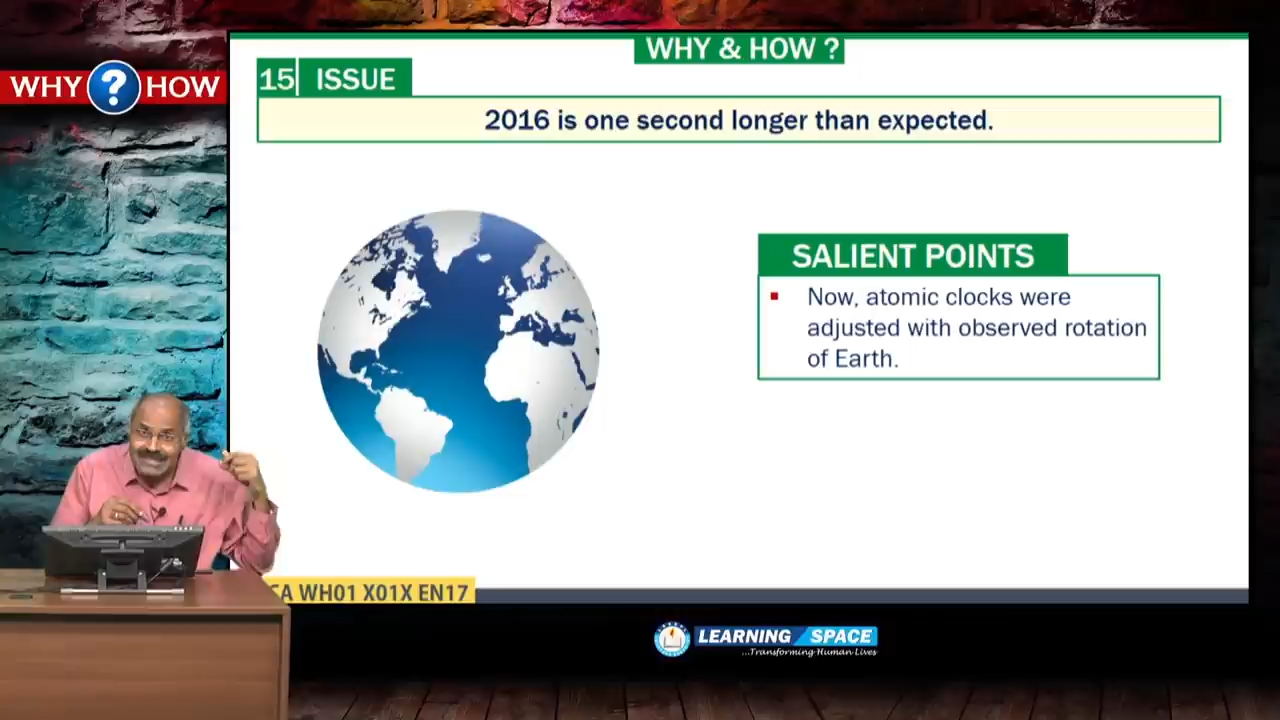 WHY & HOW ?
WHY ? HOW
15 ISSUE
2016 is one second longer than expected.
SALIENT POINTS
Now, atomic clocks were
adjusted with observed rotation
of Earth.
CA WH01 X01X EN17
LEARNING SPACE
...Transforming Human Lives